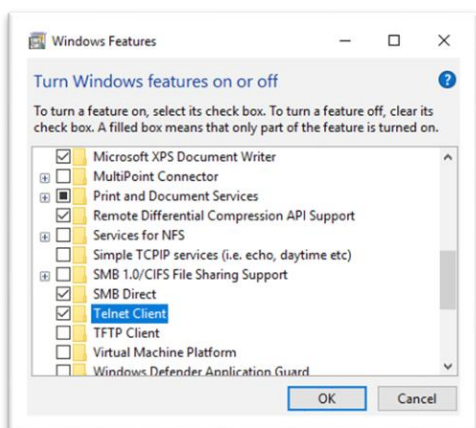 Windows Features
Turn Windows features on or off
To turn a feature on, select its check box. To turn a feature off, clear its
check box. A filled box means that only part of the feature is turned on.
Microsoft XPS Document Writer
MultiPoint Connector
Print and Document Services
Remote Differential Compression API Support
Services for NFS
Simple TCPIP services (i.e. echo, daytime etc)
SMB 1.0/CIFS File Sharing Support
SMB Direct
Telnet Client
TFTP Client
Virtual Machine Platform
Windows Defender Application Guard
OK Cancel